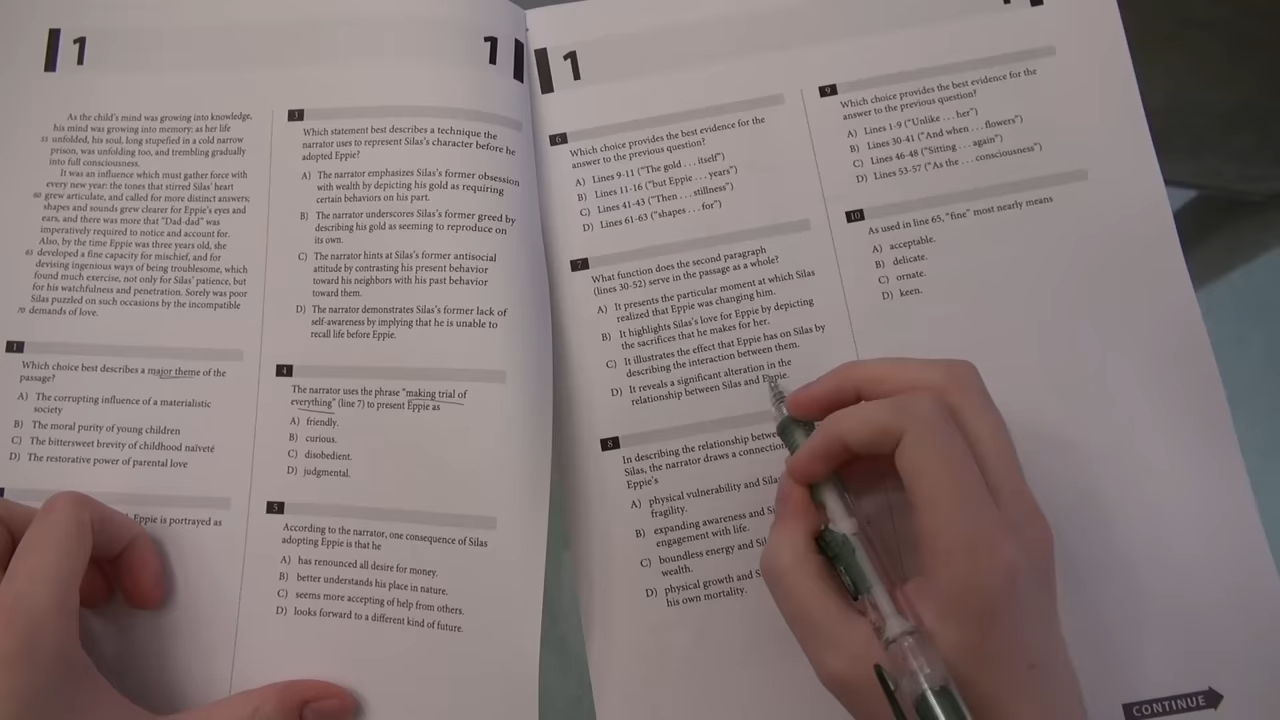 1
1
As the child's mind was growing into knowledge,
his mind was growing into memory: as her life
55 unfolded, his soul, long stupefied in a cold narrow
prison, was unfolding too, and trembling gradually
into full consciousness.
It was an influence which must gather force with
every new year: the tones that stirred Silas' heart
60 grew articulate, and called for more distinct answers;
shapes and sounds grew clearer for Eppie's eyes and
ears, and there was more that "Dad-dad" was
imperatively required to notice and account for.
Also, by the time Eppie was three years old, she
65 developed a fine capacity for mischief, and for
devising ingenious ways of being troublesome, which
found much exercise, not only for Silas' patience, but
for his watchfulness and penetration. Sorely was poor
Silas puzzled on such occasions by the incompatible
70 demands of love.
1
Which choice best describes a major theme of the
passage?
A) The corrupting influence of a materialistic
society
B) The moral purity of young children
C) The bittersweet brevity of childhood naïveté
D) The restorative power of parental love
Eppie is portrayed as
3
Which statement best describes a technique the
narrator uses to represent Silas's character before he
adopted Eppie?
A) The narrator emphasizes Silas's former obsession
with wealth by depicting his gold as requiring
certain behaviors on his part.
B) The narrator underscores Silas's former greed by
describing his gold as seeming to reproduce on
its own.
C) The narrator hints at Silas's former antisocial
attitude by contrasting his present behavior
toward his neighbors with his past behavior
toward them.
D) The narrator demonstrates Silas's former lack of
self-awareness by implying that he is unable to
recall life before Eppie.
4
The narrator uses the phrase "making trial of
everything" (line 7) to present Eppie as
A) friendly.
B) curious.
C) disobedient.
D) judgmental.
5
According to the narrator, one consequence of Silas
adopting Eppie is that he
A) has renounced all desire for money.
B) better understands his place in nature.
C) seems more accepting of help from others.
D) looks forward to a different kind of future.
1
6
Which choice provides the best evidence for the
answer to the previous question?
A) Lines 9-11 ("The gold . . . itself")
B) Lines 11-16 ("but Eppie . . . years")
C) Lines 41-43 ("Then . . . stillness")
D) Lines 61-63 ("shapes . . . for")
7
What function does the second paragraph
(lines 30-52) serve in the passage as a whole?
A) It presents the particular moment at which Silas
realized that Eppie was changing him.
B) It highlights Silas's love for Eppie by depicting
the sacrifices that he makes for her.
C) It illustrates the effect that Eppie has on Silas by
describing the interaction between them.
D) It reveals a significant alteration in the
relationship between Silas and Eppie.
8
In describing the relationship
Silas, the narrator draws a connection
Eppie's
A) physical vulnerability and
fragility.
B) expanding awareness and
engagement with life.
C) boundless energy and
wealth.
D) physical growth and
his own mortality.
9
Which choice provides the best evidence for the
answer to the previous question?
A) Lines 1-9 ("Unlike . . . her")
B) Lines 30-41 ("And when . . . flowers")
C) Lines 46-48 ("Sitting . . . again")
D) Lines 53-57 ("As the . . . consciousness")
10
As used in line 65, "fine" most nearly means
A) acceptable.
B) delicate.
C) ornate.
D) keen.
CONTINUE